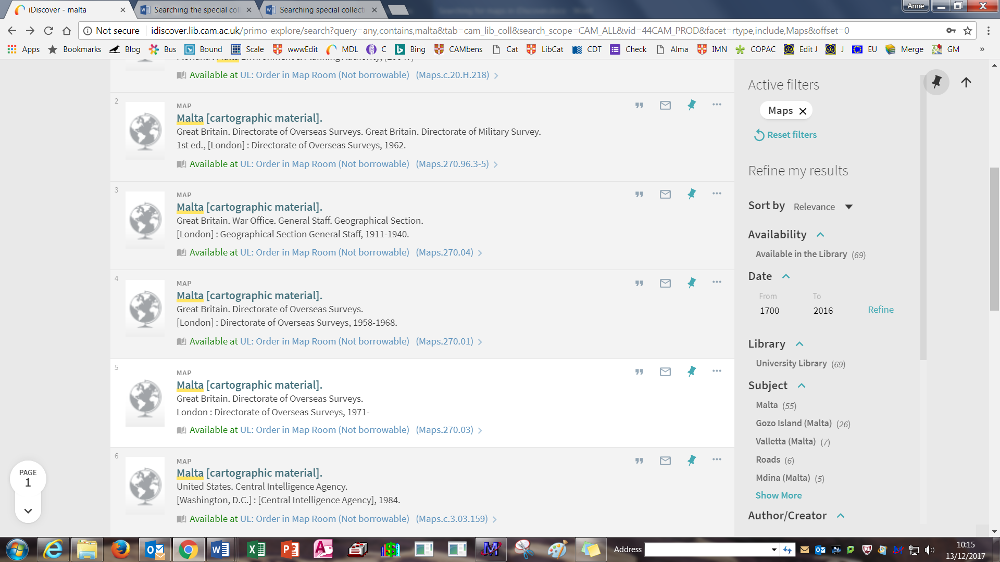 iDiscover - malta
Searching the special col
Searching special collecti
Anne
Not secure
idiscover.lib.cam.ac.uk/primo-explore/search?query=any,contains,malta&tab=cam_lib_coll&search_scope=CAM_ALL&vid=44CAM_PROD&facet=rtype,include,Maps&offset=0
Apps Bookmarks Blog Bus Bound Scale wwwEdit MDL C Bing CAMbens Cat LibCat CDT Check Alma IMN COPAC Edit J J EU Merge GM »
Available at UL: Order in Map Room (Not borrowable) (Maps.c.20.H.218)
2
MAP
Malta [cartographic material].
Great Britain. Directorate of Overseas Surveys. Great Britain. Directorate of Military Survey.
1st ed., [London] : Directorate of Overseas Surveys, 1962.
Available at UL: Order in Map Room (Not borrowable) (Maps.270.96.3-5)
3
MAP
Malta [cartographic material].
Great Britain. War Office. General Staff. Geographical Section.
[London] : Geographical Section General Staff, 1911-1940.
Available at UL: Order in Map Room (Not borrowable) (Maps.270.04)
4
MAP
Malta [cartographic material].
Great Britain. Directorate of Overseas Surveys.
[London] : Directorate of Overseas Surveys, 1958-1968.
Available at UL: Order in Map Room (Not borrowable) (Maps.270.01)
5
MAP
Malta [cartographic material].
Great Britain. Directorate of Overseas Surveys.
London : Directorate of Overseas Surveys, 1971-
Available at UL: Order in Map Room (Not borrowable) (Maps.270.03)
6
MAP
Malta [cartographic material].
United States. Central Intelligence Agency.
[Washington, D.C.] : [Central Intelligence Agency], 1984.
Available at UL: Order in Map Room (Not borrowable) (Maps.c.3.03.159)
PAGE
1
Active filters
Maps
Reset filters
Refine my results
Sort by Relevance
Availability
Available in the Library (69)
Date
From To
1700 2016 Refine
Library
University Library (69)
Subject
Malta (55)
Gozo Island (Malta) (26)
Valletta (Malta) (7)
Roads (6)
Mdina (Malta) (5)
Show More
Author/Creator
Address
10:15
13/12/2017